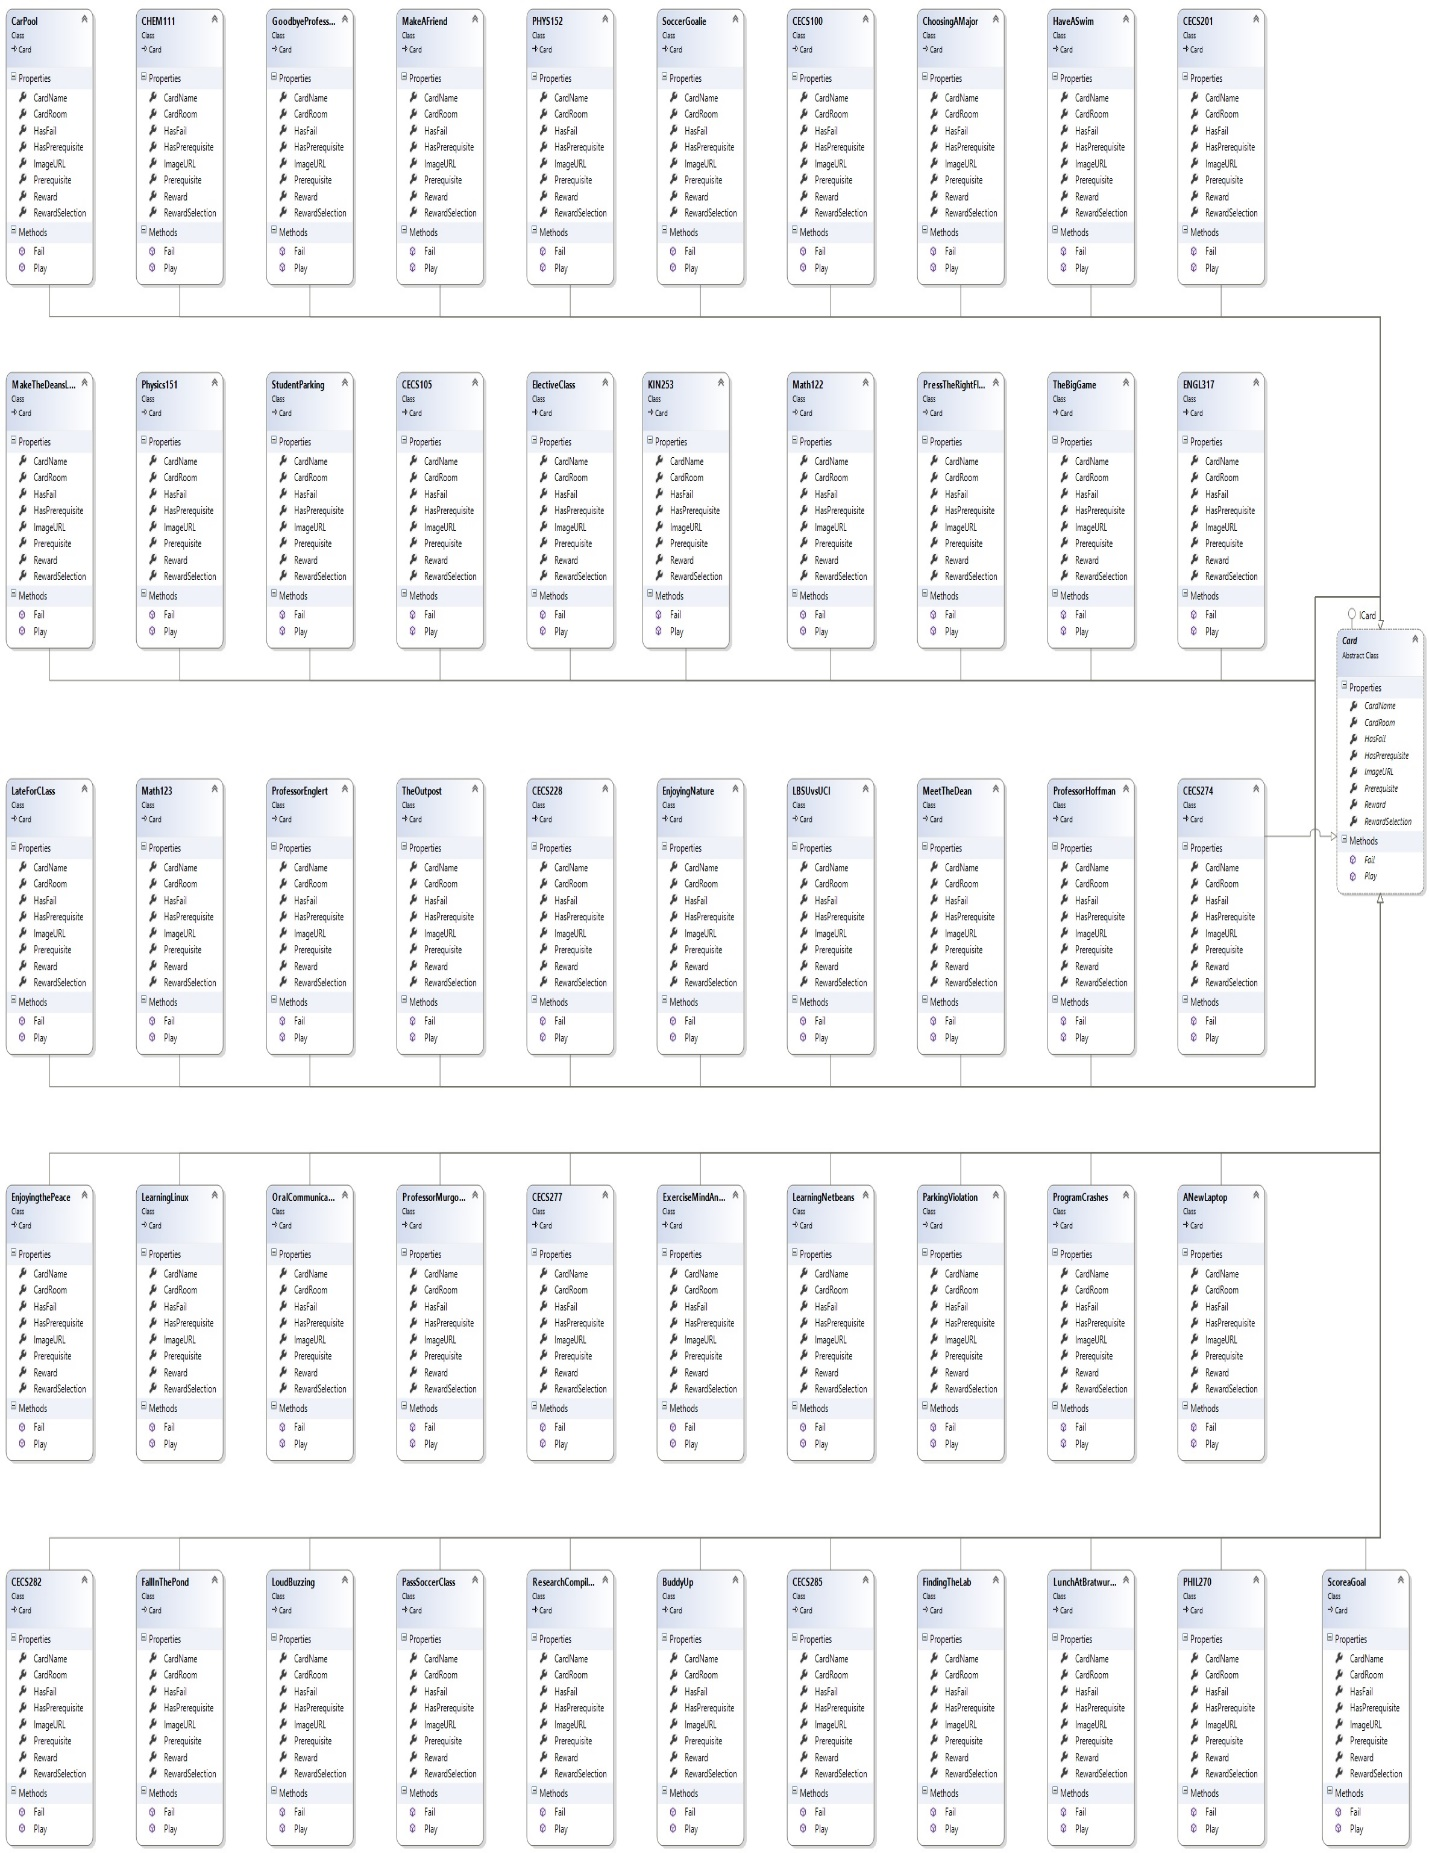 CarPool
Class
Card
Properties
CardName
CardRoom
HasFail
HasPrerequisite
ImageURL
Prerequisite
Reward
RewardSelection
Methods
Fail
Play
CHEM111
Class
Card
Properties
CardName
CardRoom
HasFail
HasPrerequisite
ImageURL
Prerequisite
Reward
RewardSelection
Methods
Fail
Play
GoodbyeProfess...
Class
Card
Properties
CardName
CardRoom
HasFail
HasPrerequisite
ImageURL
Prerequisite
Reward
RewardSelection
Methods
Fail
Play
MakeAFriend
Class
Card
Properties
CardName
CardRoom
HasFail
HasPrerequisite
ImageURL
Prerequisite
Reward
RewardSelection
Methods
Fail
Play
PHYS152
Class
Card
Properties
CardName
CardRoom
HasFail
HasPrerequisite
ImageURL
Prerequisite
Reward
RewardSelection
Methods
Fail
Play
SoccerGoalie
Class
Card
Properties
CardName
CardRoom
HasFail
HasPrerequisite
ImageURL
Prerequisite
Reward
RewardSelection
Methods
Fail
Play
CECS100
Class
Card
Properties
CardName
CardRoom
HasFail
HasPrerequisite
ImageURL
Prerequisite
Reward
RewardSelection
Methods
Fail
Play
ChoosingAMajor
Class
Card
Properties
CardName
CardRoom
HasFail
HasPrerequisite
ImageURL
Prerequisite
Reward
RewardSelection
Methods
Fail
Play
HaveASwim
Class
Card
Properties
CardName
CardRoom
HasFail
HasPrerequisite
ImageURL
Prerequisite
Reward
RewardSelection
Methods
Fail
Play
CECS201
Class
Card
Properties
CardName
CardRoom
HasFail
HasPrerequisite
ImageURL
Prerequisite
Reward
RewardSelection
Methods
Fail
Play
MakeTheDeansL...
Class
Card
Properties
CardName
CardRoom
HasFail
HasPrerequisite
ImageURL
Prerequisite
Reward
RewardSelection
Methods
Fail
Play
Physics151
Class
Card
Properties
CardName
CardRoom
HasFail
HasPrerequisite
ImageURL
Prerequisite
Reward
RewardSelection
Methods
Fail
Play
StudentParking
Class
Card
Properties
CardName
CardRoom
HasFail
HasPrerequisite
ImageURL
Prerequisite
Reward
RewardSelection
Methods
Fail
Play
CECS105
Class
Card
Properties
CardName
CardRoom
HasFail
HasPrerequisite
ImageURL
Prerequisite
Reward
RewardSelection
Methods
Fail
Play
ElectiveClass
Class
Card
Properties
CardName
CardRoom
HasFail
HasPrerequisite
ImageURL
Prerequisite
Reward
RewardSelection
Methods
Fail
Play
KIN253
Class
Card
Properties
CardName
CardRoom
HasFail
HasPrerequisite
ImageURL
Prerequisite
Reward
RewardSelection
Methods
Fail
Play
Math122
Class
Card
Properties
CardName
CardRoom
HasFail
HasPrerequisite
ImageURL
Prerequisite
Reward
RewardSelection
Methods
Fail
Play
PressTheRightFl...
Class
Card
Properties
CardName
CardRoom
HasFail
HasPrerequisite
ImageURL
Prerequisite
Reward
RewardSelection
Methods
Fail
Play
TheBigGame
Class
Card
Properties
CardName
CardRoom
HasFail
HasPrerequisite
ImageURL
Prerequisite
Reward
RewardSelection
Methods
Fail
Play
ENGL317
Class
Card
Properties
CardName
CardRoom
HasFail
HasPrerequisite
ImageURL
Prerequisite
Reward
RewardSelection
Methods
Fail
Play
ICard
Card
Abstract Class
Properties
CardName
CardRoom
HasFail
HasPrerequisite
ImageURL
Prerequisite
Reward
RewardSelection
Methods
Fail
Play
LateForCLass
Class
Card
Properties
CardName
CardRoom
HasFail
HasPrerequisite
ImageURL
Prerequisite
Reward
RewardSelection
Methods
Fail
Play
Math123
Class
Card
Properties
CardName
CardRoom
HasFail
HasPrerequisite
ImageURL
Prerequisite
Reward
RewardSelection
Methods
Fail
Play
ProfessorEnglert
Class
Card
Properties
CardName
CardRoom
HasFail
HasPrerequisite
ImageURL
Prerequisite
Reward
RewardSelection
Methods
Fail
Play
TheOutpost
Class
Card
Properties
CardName
CardRoom
HasFail
HasPrerequisite
ImageURL
Prerequisite
Reward
RewardSelection
Methods
Fail
Play
CECS228
Class
Card
Properties
CardName
CardRoom
HasFail
HasPrerequisite
ImageURL
Prerequisite
Reward
RewardSelection
Methods
Fail
Play
EnjoyingNature
Class
Card
Properties
CardName
CardRoom
HasFail
HasPrerequisite
ImageURL
Prerequisite
Reward
RewardSelection
Methods
Fail
Play
LBSUvsUCI
Class
Card
Properties
CardName
CardRoom
HasFail
HasPrerequisite
ImageURL
Prerequisite
Reward
RewardSelection
Methods
Fail
Play
MeetTheDean
Class
Card
Properties
CardName
CardRoom
HasFail
HasPrerequisite
ImageURL
Prerequisite
Reward
RewardSelection
Methods
Fail
Play
ProfessorHoffman
Class
Card
Properties
CardName
CardRoom
HasFail
HasPrerequisite
ImageURL
Prerequisite
Reward
RewardSelection
Methods
Fail
Play
CECS274
Class
Card
Properties
CardName
CardRoom
HasFail
HasPrerequisite
ImageURL
Prerequisite
Reward
RewardSelection
Methods
Fail
Play
EnjoyingthePeace
Class
Card
Properties
CardName
CardRoom
HasFail
HasPrerequisite
ImageURL
Prerequisite
Reward
RewardSelection
Methods
Fail
Play
LearningLinux
Class
Card
Properties
CardName
CardRoom
HasFail
HasPrerequisite
ImageURL
Prerequisite
Reward
RewardSelection
Methods
Fail
Play
OralCommunica...
Class
Card
Properties
CardName
CardRoom
HasFail
HasPrerequisite
ImageURL
Prerequisite
Reward
RewardSelection
Methods
Fail
Play
ProfessorMurgo...
Class
Card
Properties
CardName
CardRoom
HasFail
HasPrerequisite
ImageURL
Prerequisite
Reward
RewardSelection
Methods
Fail
Play
CECS277
Class
Card
Properties
CardName
CardRoom
HasFail
HasPrerequisite
ImageURL
Prerequisite
Reward
RewardSelection
Methods
Fail
Play
ExerciseMindAn...
Class
Card
Properties
CardName
CardRoom
HasFail
HasPrerequisite
ImageURL
Prerequisite
Reward
RewardSelection
Methods
Fail
Play
LearningNetbeans
Class
Card
Properties
CardName
CardRoom
HasFail
HasPrerequisite
ImageURL
Prerequisite
Reward
RewardSelection
Methods
Fail
Play
ParkingViolation
Class
Card
Properties
CardName
CardRoom
HasFail
HasPrerequisite
ImageURL
Prerequisite
Reward
RewardSelection
Methods
Fail
Play
ProgramCrashes
Class
Card
Properties
CardName
CardRoom
HasFail
HasPrerequisite
ImageURL
Prerequisite
Reward
RewardSelection
Methods
Fail
Play
ANewLaptop
Class
Card
Properties
CardName
CardRoom
HasFail
HasPrerequisite
ImageURL
Prerequisite
Reward
RewardSelection
Methods
Fail
Play
CECS282
Class
Card
Properties
CardName
CardRoom
HasFail
HasPrerequisite
ImageURL
Prerequisite
Reward
RewardSelection
Methods
Fail
Play
FallInThePond
Class
Card
Properties
CardName
CardRoom
HasFail
HasPrerequisite
ImageURL
Prerequisite
Reward
RewardSelection
Methods
Fail
Play
LoudBuzzing
Class
Card
Properties
CardName
CardRoom
HasFail
HasPrerequisite
ImageURL
Prerequisite
Reward
RewardSelection
Methods
Fail
Play
PassSoccerClass
Class
Card
Properties
CardName
CardRoom
HasFail
HasPrerequisite
ImageURL
Prerequisite
Reward
RewardSelection
Methods
Fail
Play
ResearchCompil...
Class
Card
Properties
CardName
CardRoom
HasFail
HasPrerequisite
ImageURL
Prerequisite
Reward
RewardSelection
Methods
Fail
Play
BuddyUp
Class
Card
Properties
CardName
CardRoom
HasFail
HasPrerequisite
ImageURL
Prerequisite
Reward
RewardSelection
Methods
Fail
Play
CECS285
Class
Card
Properties
CardName
CardRoom
HasFail
HasPrerequisite
ImageURL
Prerequisite
Reward
RewardSelection
Methods
Fail
Play
FindingTheLab
Class
Card
Properties
CardName
CardRoom
HasFail
HasPrerequisite
ImageURL
Prerequisite
Reward
RewardSelection
Methods
Fail
Play
LunchAtBratwur...
Class
Card
Properties
CardName
CardRoom
HasFail
HasPrerequisite
ImageURL
Prerequisite
Reward
RewardSelection
Methods
Fail
Play
PHIL270
Class
Card
Properties
CardName
CardRoom
HasFail
HasPrerequisite
ImageURL
Prerequisite
Reward
RewardSelection
Methods
Fail
Play
ScoreaGoal
Class
Card
Properties
CardName
CardRoom
HasFail
HasPrerequisite
ImageURL
Prerequisite
Reward
RewardSelection
Methods
Fail
Play